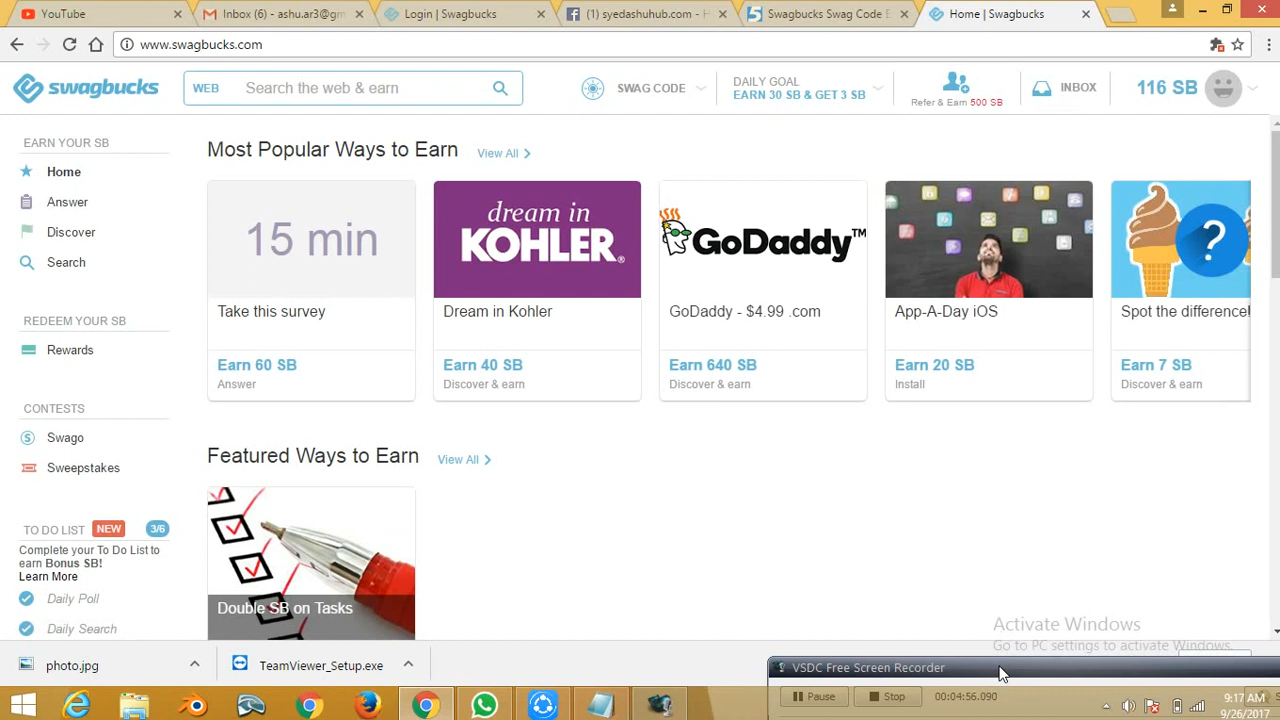 YouTube
Inbox (6) - ashu.ar3@gm
Login | Swagbucks
(1) syedashuhub.com - H
Swagbucks Swag Code E
Home | Swagbucks
www.swagbucks.com
swagbucks
WEB
Search the web & earn
SWAG CODE
DAILY GOAL
EARN 30 SB & GET 3 SB
Refer & Earn 500 SB
INBOX
116 SB
EARN YOUR SB
Home
Answer
Discover
Search
REDEEM YOUR SB
Rewards
CONTESTS
Swago
Sweepstakes
TO DO LIST NEW 3/6
Complete your To Do List to
earn Bonus SB!
Learn More
Daily Poll
Daily Search
Most Popular Ways to Earn
View All
15 min
Take this survey
Earn 60 SB
Answer
dream in
KOHLER.
Dream in Kohler
Earn 40 SB
Discover & earn
GoDaddy™
GoDaddy - $4.99 .com
Earn 640 SB
Discover & earn
App-A-Day iOS
Earn 20 SB
Install
?
Spot the difference!
Earn 7 SB
Discover & earn
Featured Ways to Earn
View All
Double SB on Tasks
Activate Windows
Go to PC settings to activate Windows.
photo.jpg
TeamViewer_Setup.exe
VSDC Free Screen Recorder
Pause
Stop
00:04:56.090
9:17 AM
9/26/2017